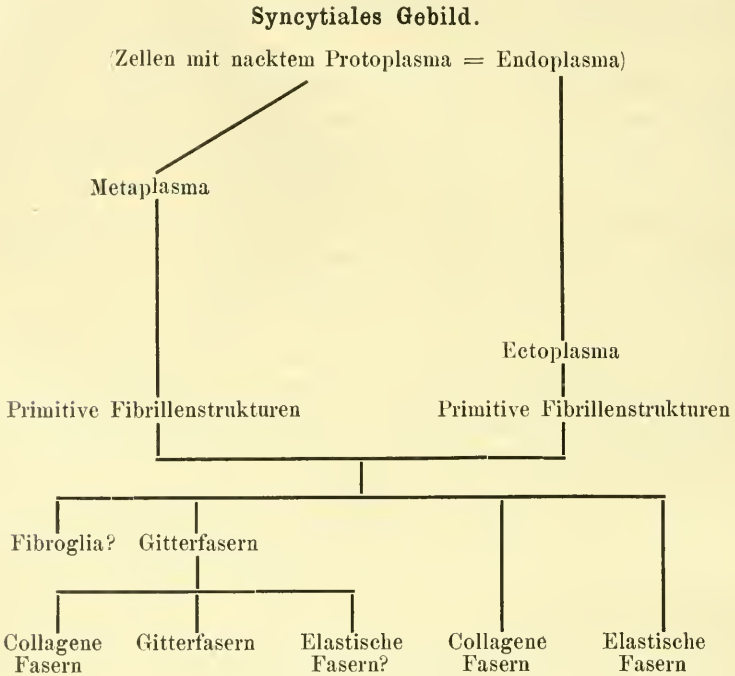 Syncytiales Gebild.
(Zellen mit nacktem Protoplasma = Endoplasma)
Metaplasma
Ectoplasma
Primitive Fibrillenstrukturen Primitive Fibrillenstrukturen
Fibroglia? Gitterfasern
Collagene Gitterfasern Elastische Collagene Elastische
Fasern Fasern? Fasern Fasern